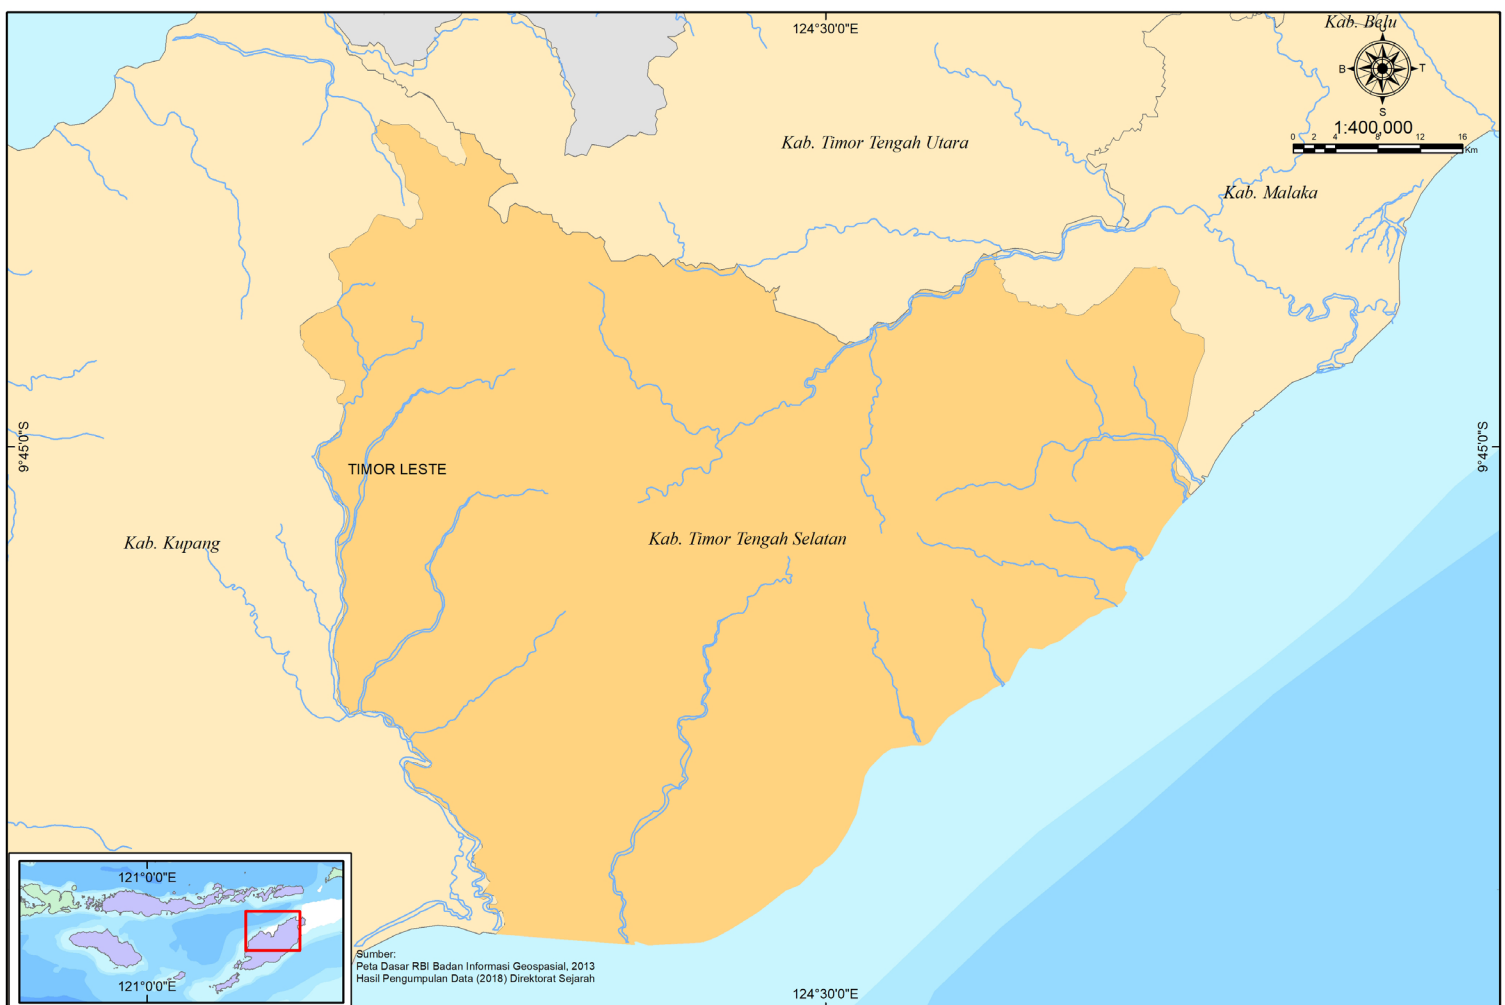 124°30'0"E
Kab. Belu
U
B
T
S
1:400,000
0 2 4 8 12 16
Km
Kab. Timor Tengah Utara
Kab. Malaka
9°45'0"S
9°45'0"S
TIMOR LESTE
Kab. Kupang
Kab. Timor Tengah Selatan
121°0'0"E
121°0'0"E
Sumber:
Peta Dasar RBI Badan Informasi Geospasial, 2013
Hasil Pengumpulan Data (2018) Direktorat Sejarah
124°30'0"E